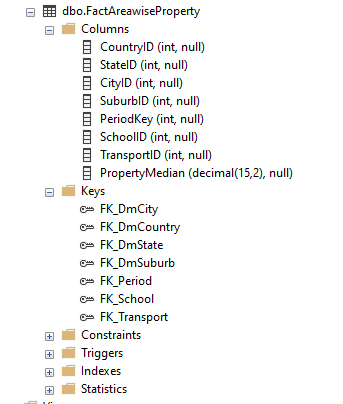 dbo.FactAreawiseProperty
Columns
CountryID (int, null)
StateID (int, null)
CityID (int, null)
SuburbID (int, null)
PeriodKey (int, null)
SchoolID (int, null)
TransportID (int, null)
PropertyMedian (decimal(15,2), null)
Keys
FK_DmCity
FK_DmCountry
FK_DmState
FK_DmSuburb
FK_Period
FK_School
FK_Transport
Constraints
Triggers
Indexes
Statistics